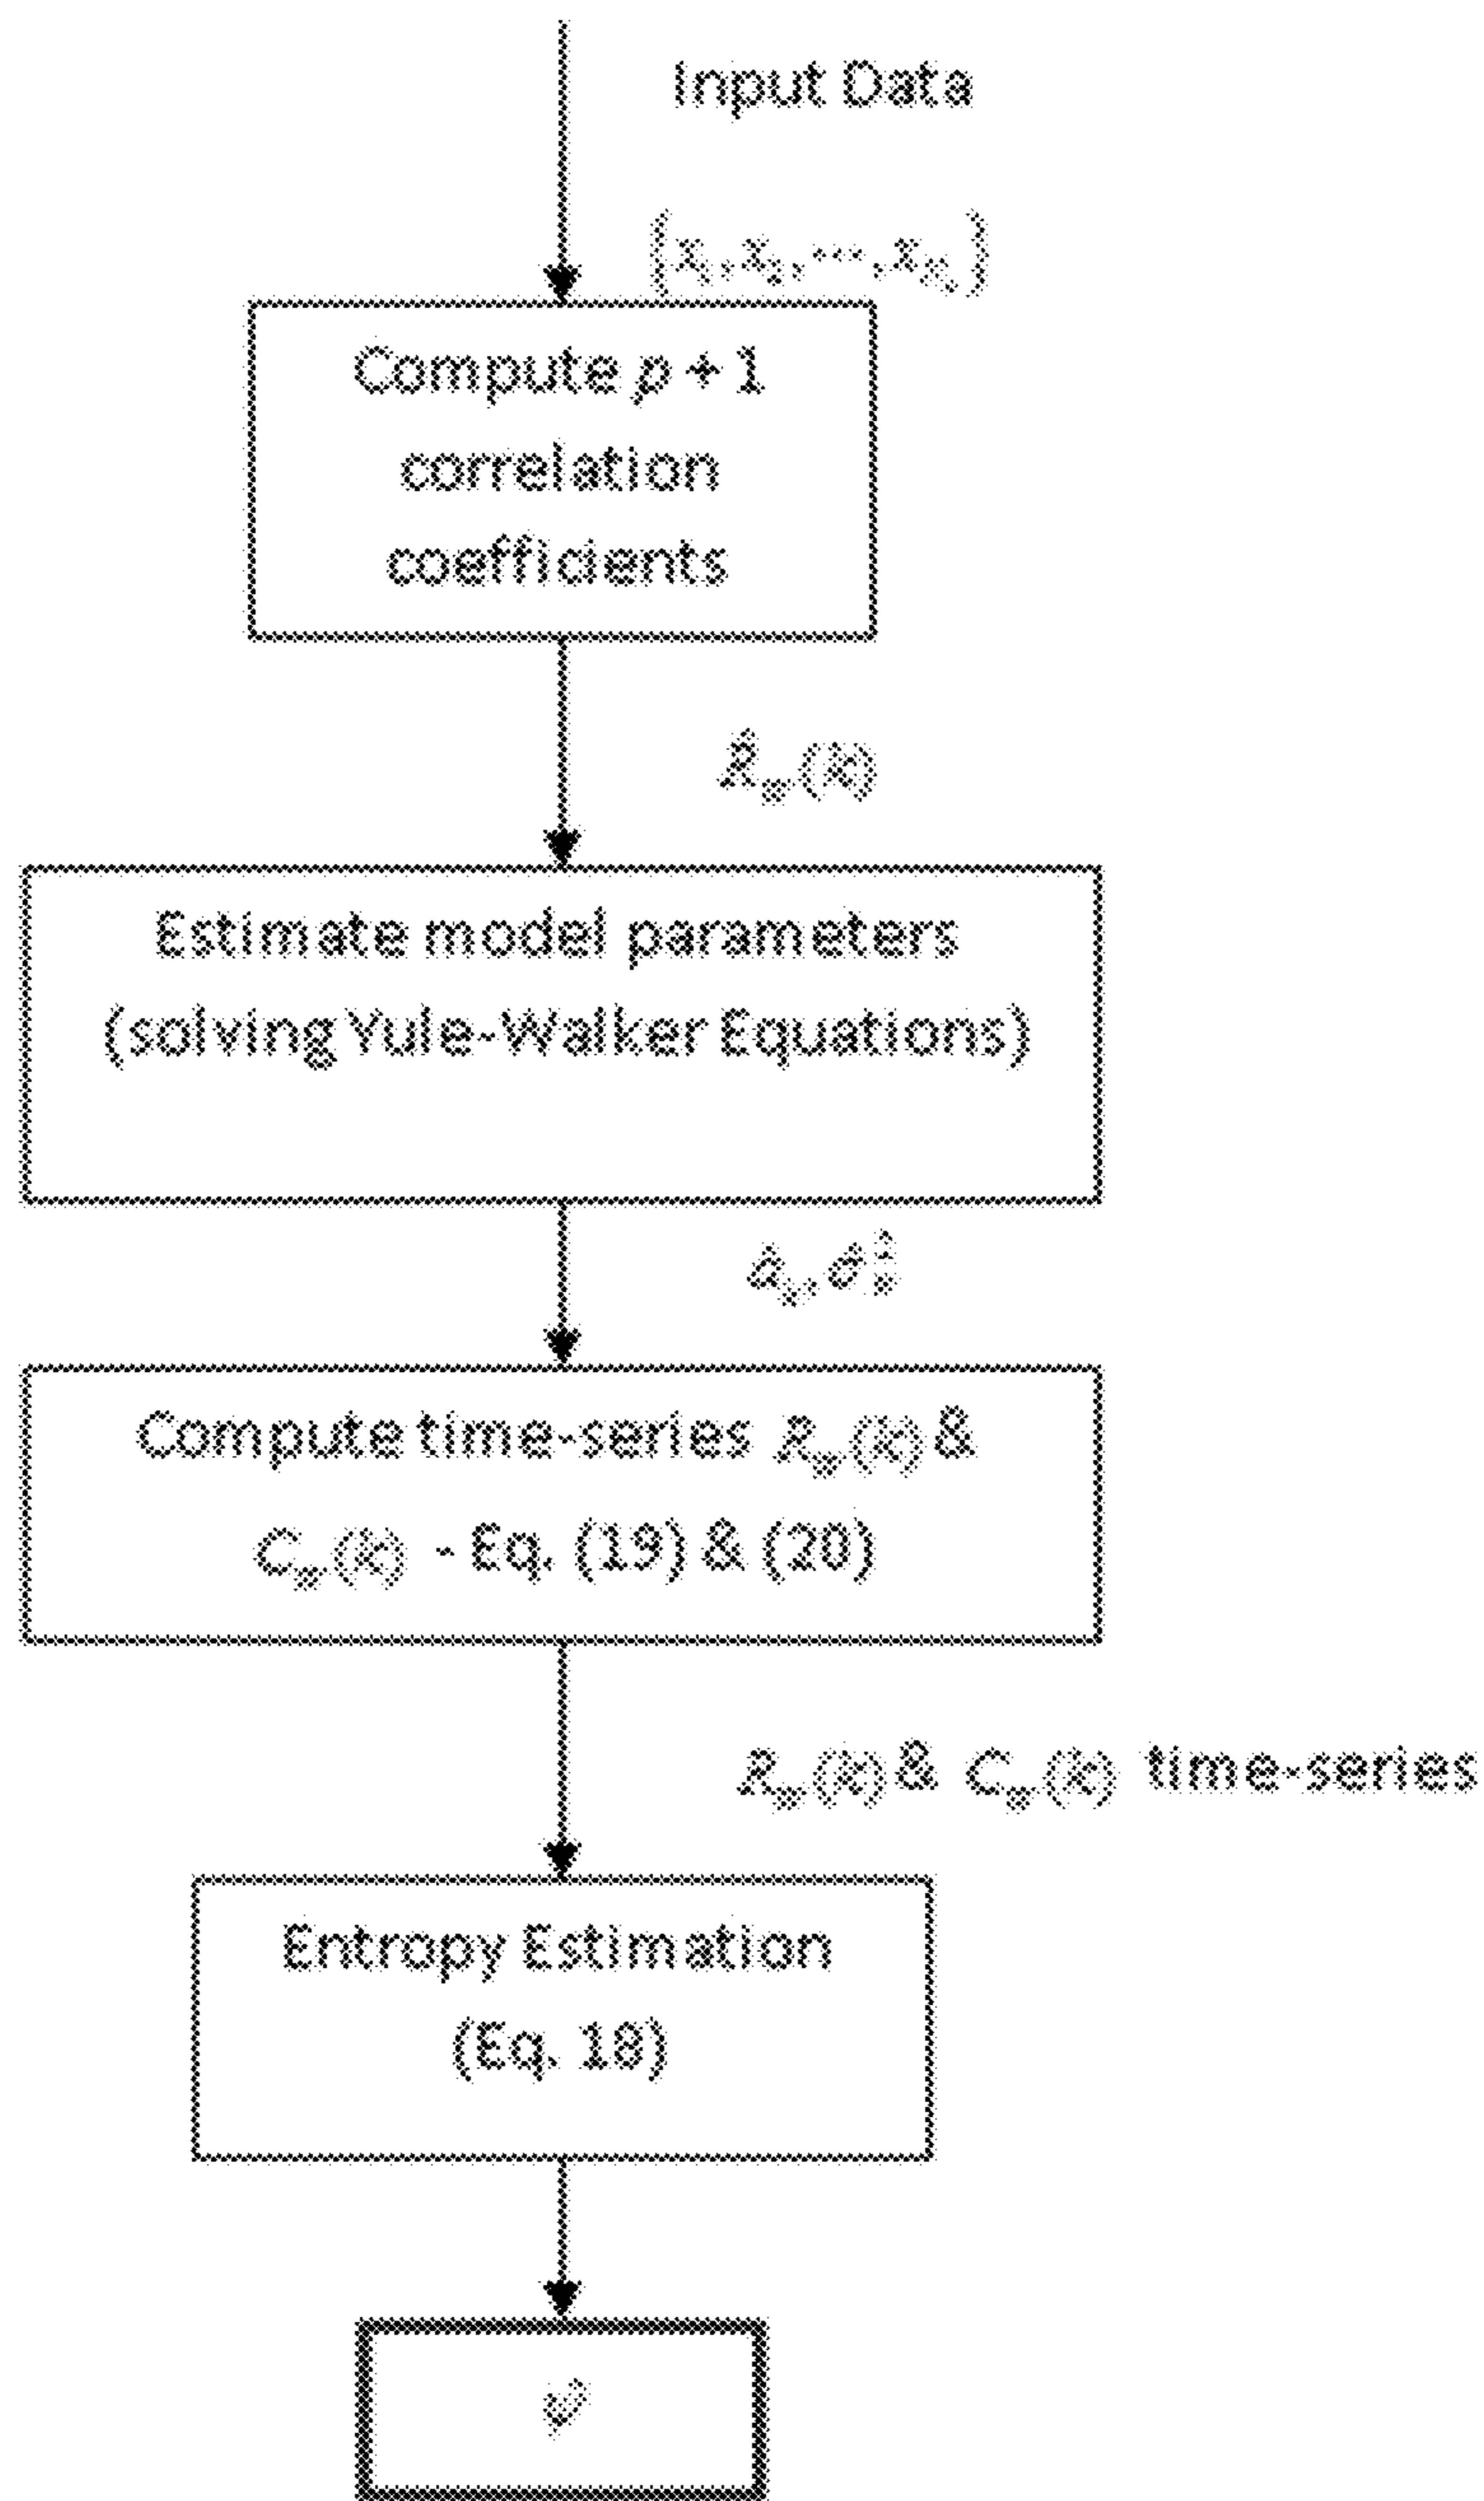 Input Data
Compute p + 1
correlation
coefficients
Estimate model parameters
(solving Yule-Walker Equations)
Compute time-series &
- Eq. (19) & (20)
& time-series
Entropy Estimation
(Eq. 18)